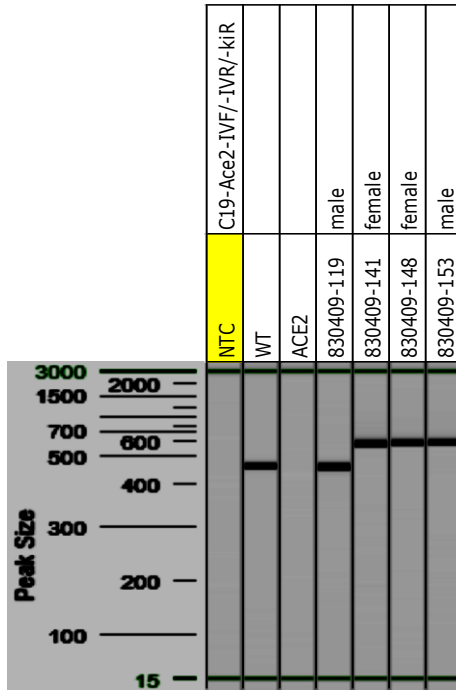 C19-Ace2-IVF/-IVR/-kiR
male
female
female
male
NTC
WT
ACE2
830409-119
830409-141
830409-148
830409-153
3000
2000
1500
700
600
500
400
300
200
100
15
Peak Size